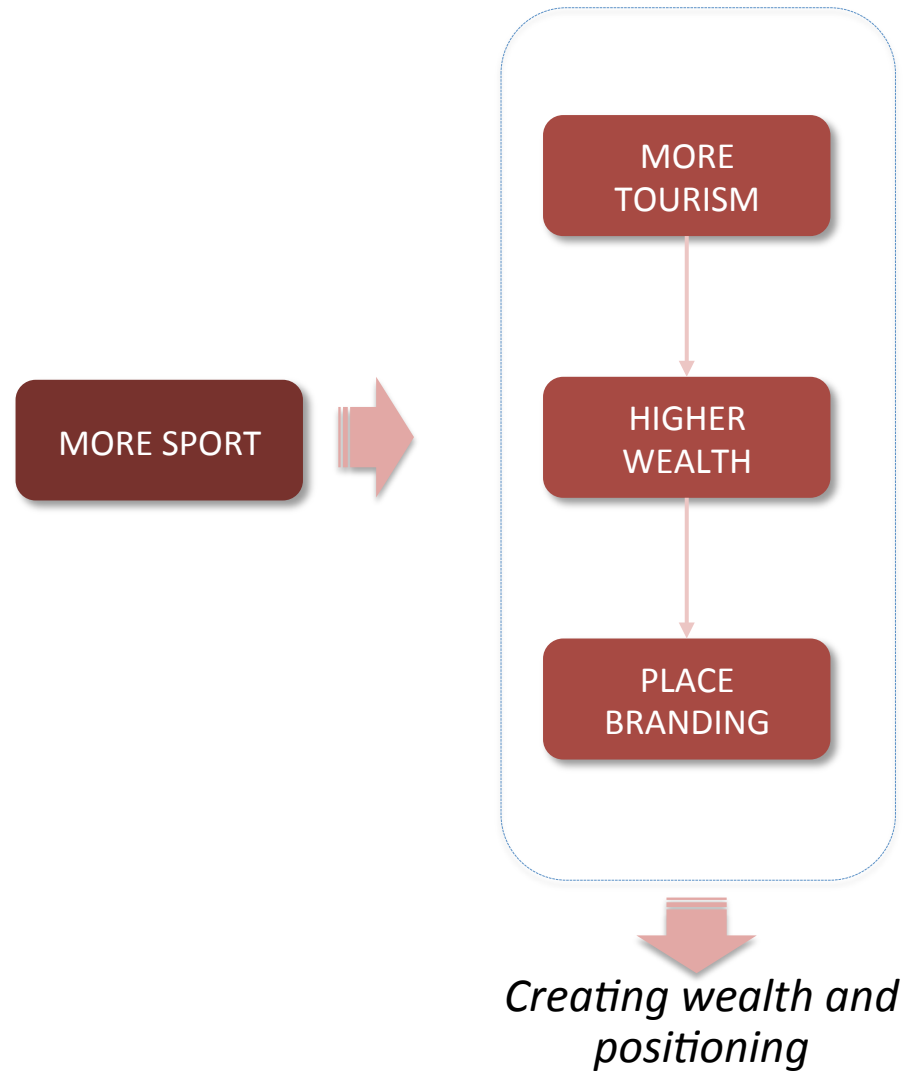 MORE
TOURISM
MORE SPORT
HIGHER
WEALTH
PLACE
BRANDING
Creating wealth and
positioning